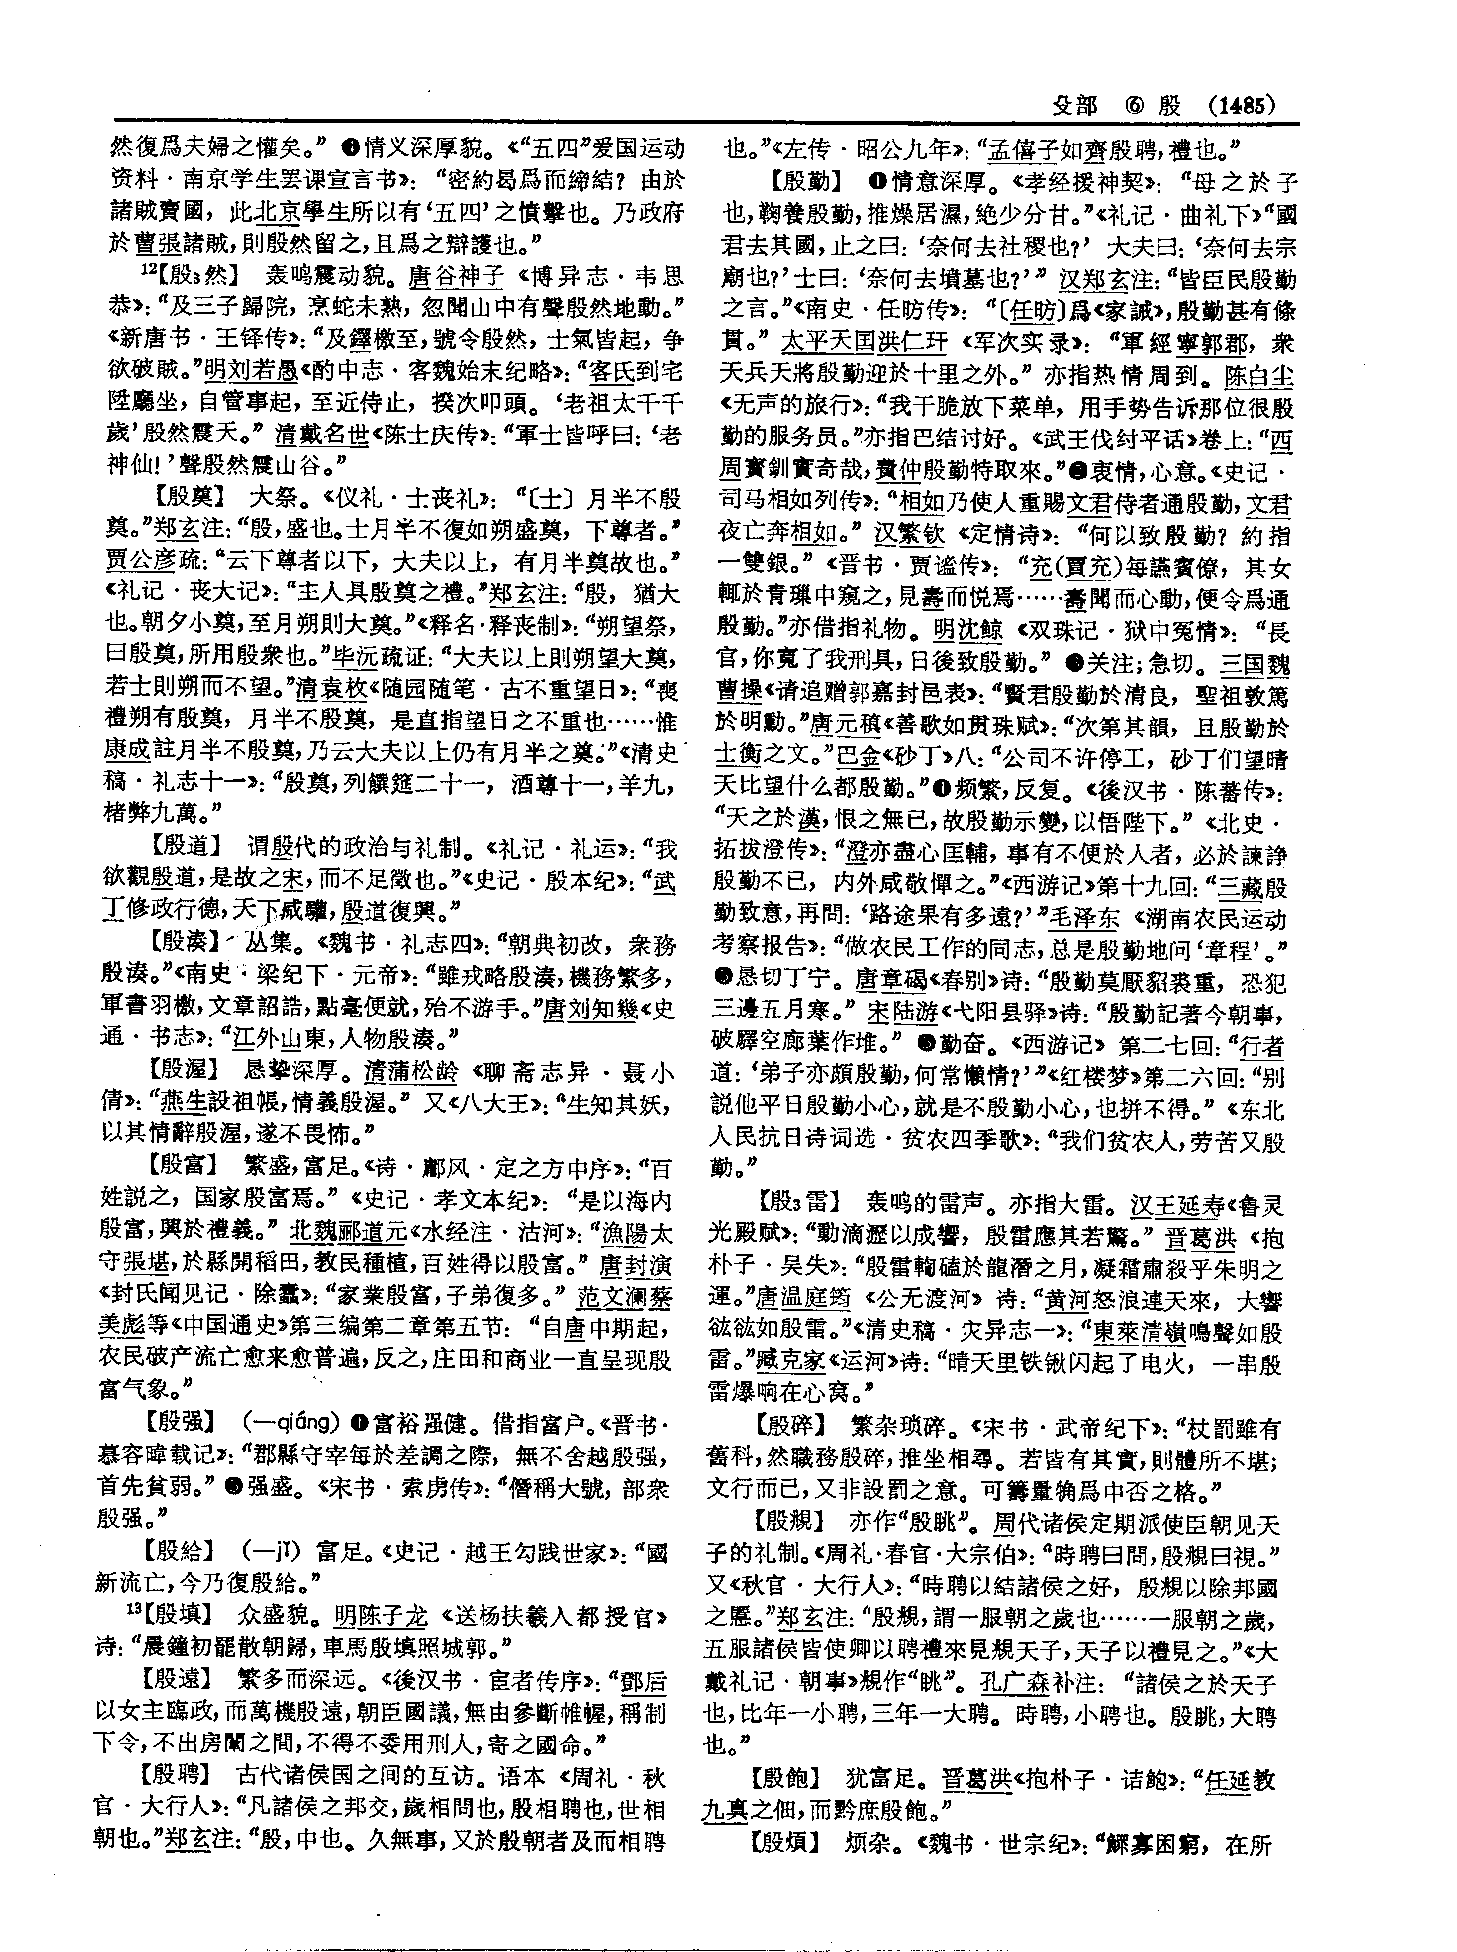 殳部 ⑥ 殷 (1485)
然復爲夫婦之懽矣。” ❹情义深厚貌。《“五四”爱国运动
资料·南京学生罢课宣言书》：“密約曷爲而締結？由於
諸賊賣國，此北京學生所以有‘五四’之憤擊也。乃政府
於曹張諸賊，則殷然留之，且爲之辯護也。”
¹²【殷₃然】 轰鸣震动貌。唐谷神子《博异志·韦思
恭》：“及三子歸院，烹蛇未熟，忽聞山中有聲殷然地動。”
《新唐书·王铎传》：“及鐸檄至，號令殷然，士氣皆起，争
欲破賊。”明刘若愚《酌中志·客魏始末纪略》：“客氏到宅
陞廳坐，自管事起，至近侍止，挨次叩頭。‘老祖太千千
歲’殷然震天。”清戴名世《陈士庆传》：“軍士皆呼曰：‘老
神仙！’聲殷然震山谷。”
【殷奠】 大祭。《仪礼·士丧礼》：“〔士〕月半不殷
奠。”郑玄注：“殷，盛也。士月半不復如朔盛奠，下尊者。”
贾公彦疏：“云下尊者以下，大夫以上，有月半奠故也。”
《礼记·丧大记》：“主人具殷奠之禮。”郑玄注：“殷，猶大
也。朝夕小奠，至月朔則大奠。”《释名·释丧制》：“朔望祭，
曰殷奠，所用殷衆也。”毕沅疏证：“大夫以上則朔望大奠，
若士則朔而不望。”清袁枚《随园随笔·古不重望日》：“喪
禮朔有殷奠，月半不殷奠，是直指望日之不重也……惟
康成註月半不殷奠，乃云大夫以上仍有月半之奠。”《清史
稿·礼志十一》：“殷奠，列饌筵二十一，酒尊十一，羊九，
楮弊九萬。”
【殷道】 谓殷代的政治与礼制。《礼记·礼运》：“我
欲觀殷道，是故之宋，而不足徵也。”《史记·殷本纪》：“武
丁修政行德，天下咸驩，殷道復興。”
【殷湊】 丛集。《魏书·礼志四》：“朝典初改，衆務
殷湊。”《南史·梁纪下·元帝》：“雖戎略殷湊，機務繁多，
軍書羽檄，文章詔誥，點毫便就，殆不游手。”唐刘知幾《史
通·书志》：“江外山東，人物殷湊。”
【殷渥】 恳挚深厚。清蒲松龄《聊斋志异·聂小
倩》：“燕生設祖帳，情義殷渥。” 又《八大王》：“生知其妖，
以其情辭殷渥，遂不畏怖。”
【殷富】 繁盛，富足。《诗·鄘风·定之方中序》：“百
姓説之，国家殷富焉。”《史记·孝文本纪》：“是以海内
殷富，興於禮義。”北魏郦道元《水经注·沽河》：“漁陽太
守張堪，於縣開稻田，教民種植，百姓得以殷富。”唐封演
《封氏闻见记·除蠹》：“家業殷富，子弟復多。”范文澜蔡
美彪等《中国通史》第三编第二章第五节：“自唐中期起，
农民破产流亡愈来愈普遍，反之，庄田和商业一直呈现殷
富气象。”
【殷强】 (一qiáng) ❶富裕强健。借指富户。《晋书·
慕容暐载记》：“郡縣守宰每於差調之際，無不舍越殷强，
首先貧弱。” ❷强盛。《宋书·索虏传》：“僭稱大號，部衆
殷强。”
【殷給】 (一jǐ) 富足。《史记·越王勾践世家》：“國
新流亡，今乃復殷給。”
¹³【殷填】 众盛貌。明陈子龙《送杨扶羲入都授官》
诗：“晨鐘初罷散朝歸，車馬殷填照城郭。”
【殷遠】 繁多而深远。《後汉书·宦者传序》：“鄧后
以女主臨政，而萬機殷遠，朝臣國議，無由參斷帷幄，稱制
下令，不出房闈之間，不得不委用刑人，寄之國命。”
【殷聘】 古代诸侯国之间的互访。语本《周礼·秋
官·大行人》：“凡諸侯之邦交，歲相問也，殷相聘也，世相
朝也。”郑玄注：“殷，中也。久無事，又於殷朝者及而相聘
也。”《左传·昭公九年》：“孟僖子如齊殷聘，禮也。”
【殷勤】 ❶情意深厚。《孝经援神契》：“母之於子
也，鞠養殷勤，推燥居濕，絶少分甘。”《礼记·曲礼下》“國
君去其國，止之曰：‘奈何去社稷也？’大夫曰：‘奈何去宗
廟也？’士曰：‘奈何去墳墓也？’”汉郑玄注：“皆臣民殷勤
之言。”《南史·任昉传》：“〔任昉〕爲《家誡》，殷勤甚有條
貫。”太平天囯洪仁玕《军次实录》：“軍經寧郭郡，衆
天兵天將殷勤迎於十里之外。”亦指热情周到。陈白尘
《无声的旅行》：“我干脆放下菜单，用手势告诉那位很殷
勤的服务员。”亦指巴结讨好。《武王伐纣平话》卷上：“西
周寶釧實奇哉，費仲殷勤特取來。”❷衷情，心意。《史记·
司马相如列传》：“相如乃使人重賜文君侍者通殷勤，文君
夜亡奔相如。”汉繁钦《定情诗》：“何以致殷勤？約指
一雙銀。”《晋书·贾谧传》：“充(賈充)每讌賓僚，其女
輒於青璅中窺之，見壽而悦焉……壽聞而心動，便令爲通
殷勤。”亦借指礼物。明沈鲸《双珠记·狱中冤情》：“長
官，你寬了我刑具，日後致殷勤。” ❸关注；急切。三国魏
曹操《请追赠郭嘉封邑表》：“賢君殷勤於清良，聖祖敦篤
於明勳。”唐元稹《善歌如贯珠赋》：“次第其韻，且殷勤於
士衡之文。”巴金《砂丁》八：“公司不许停工，砂丁们望晴
天比望什么都殷勤。”❹频繁，反复。《後汉书·陈蕃传》：
“天之於漢，恨之無已，故殷勤示變，以悟陛下。”《北史·
拓拔澄传》：“澄亦盡心匡輔，事有不便於人者，必於諫諍
殷勤不已，内外咸敬憚之。”《西游记》第十九回：“三藏殷
勤致意，再問：‘路途果有多遠？’”毛泽东《湖南农民运动
考察报告》：“做农民工作的同志，总是殷勤地问‘章程’。”
❺恳切丁宁。唐章碣《春别》诗：“殷勤莫厭貂裘重，恐犯
三邊五月寒。”宋陆游《弋阳县驿》诗：“殷勤記著今朝事，
破驛空廊葉作堆。” ❻勤奋。《西游记》第二七回：“行者
道：‘弟子亦頗殷勤，何常懶惰？’”《红楼梦》第二六回：“别
説他平日殷勤小心，就是不殷勤小心，也拼不得。”《东北
人民抗日诗词选·贫农四季歌》：“我们贫农人，劳苦又殷
勤。”
【殷₃雷】 轰鸣的雷声。亦指大雷。汉王延寿《鲁灵
光殿赋》：“動滴瀝以成響，殷雷應其若驚。”晋葛洪《抱
朴子·吴失》：“殷雷輷磕於龍潛之月，凝霜肅殺乎朱明之
運。”唐温庭筠《公无渡河》诗：“黄河怒浪連天來，大響
谹谹如殷雷。”《清史稿·灾异志一》：“東萊清嶺鳴聲如殷
雷。”臧克家《运河》诗：“晴天里铁锹闪起了电火，一串殷
雷爆响在心窝。”
【殷碎】 繁杂琐碎。《宋书·武帝纪下》：“杖罰雖有
舊科，然職務殷碎，推坐相尋。若皆有其實，則體所不堪；
文行而已，又非設罰之意。可籌量觕爲中否之格。”
【殷覜】 亦作“殷眺”。周代诸侯定期派使臣朝见天
子的礼制。《周礼·春官·大宗伯》：“時聘曰問，殷覜曰視。”
又《秋官·大行人》：“時聘以結諸侯之好，殷覜以除邦國
之慝。”郑玄注：“殷覜，謂一服朝之歲也……一服朝之歲，
五服諸侯皆使卿以聘禮來見覜天子，天子以禮見之。”《大
戴礼记·朝事》覜作“眺”。孔广森补注：“諸侯之於天子
也，比年一小聘，三年一大聘。時聘，小聘也。殷眺，大聘
也。”
【殷飽】 犹富足。晋葛洪《抱朴子·诘鲍》：“任延教
九真之佃，而黔庶殷飽。”
【殷煩】 烦杂。《魏书·世宗纪》：“鰥寡困窮，在所